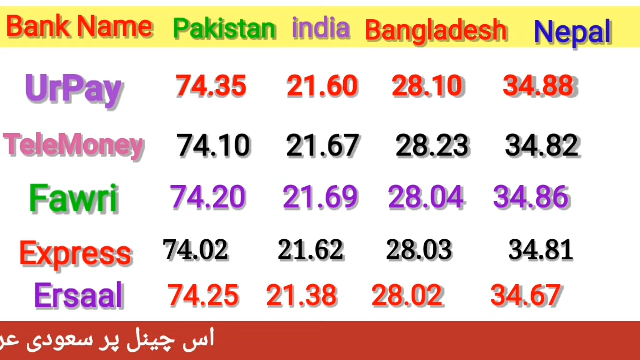 Bank Name Pakistan india Bangladesh Nepal
UrPay 74.35 21.60 28.10 34.88
TeleMoney 74.10 21.67 28.23 34.82
Fawri 74.20 21.69 28.04 34.86
Express 74.02 21.62 28.03 34.81
Ersaal 74.25 21.38 28.02 34.67
اس چینل پر سعودی